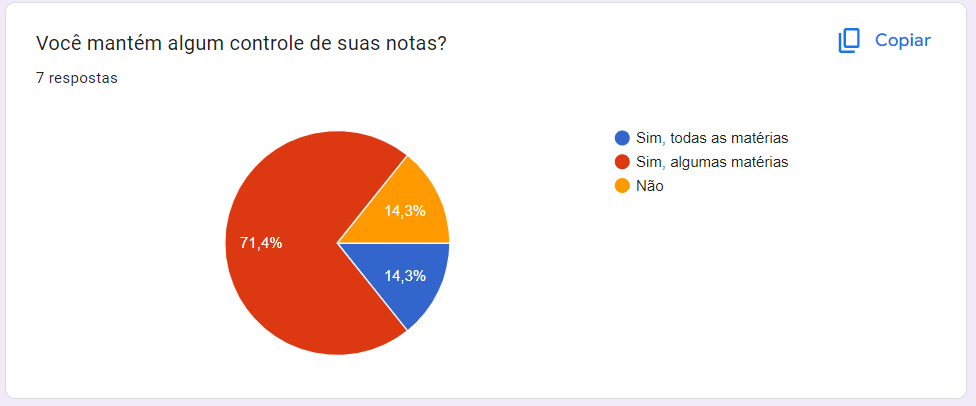 Você mantém algum controle de suas notas?
Copiar
7 respostas
Sim, todas as matérias
Sim, algumas matérias
Não
14,3%
71,4%
14,3%